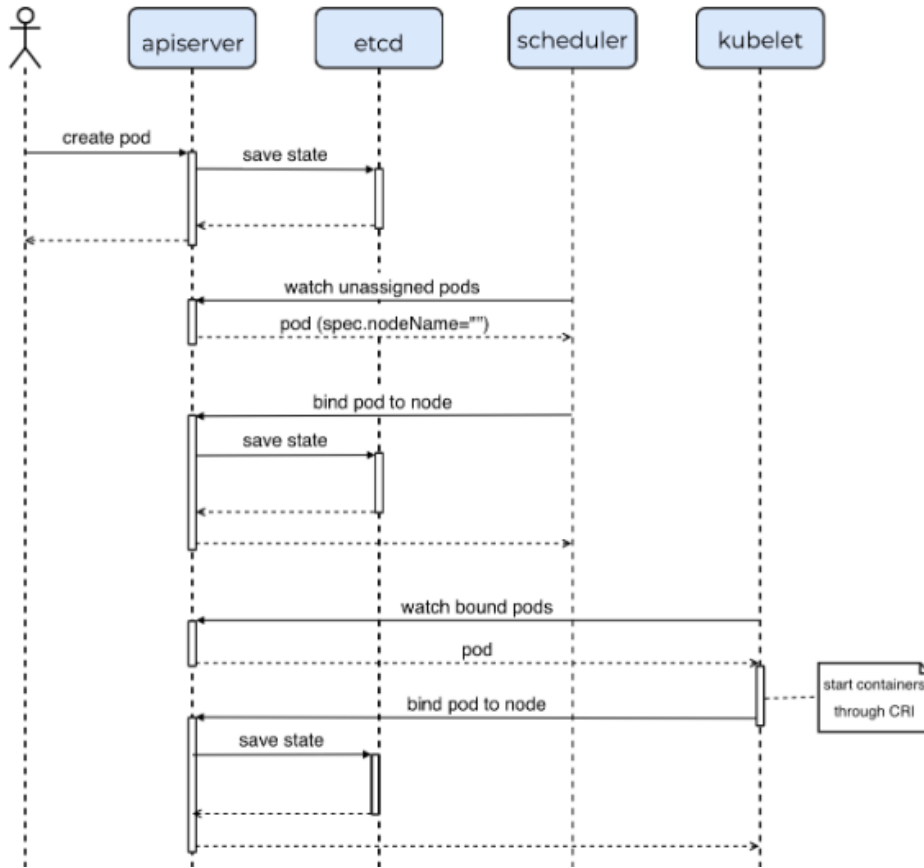 apiserver
etcd
scheduler
kubelet
create pod
save state
watch unassigned pods
pod (spec.nodeName="")
bind pod to node
save state
watch bound pods
pod
start containers
through CRI
bind pod to node
save state